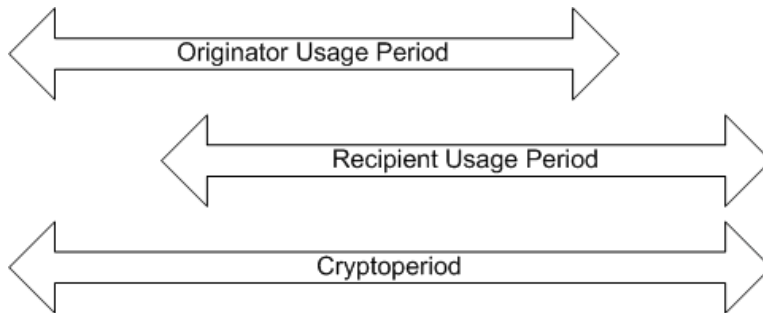 Originator Usage Period
Recipient Usage Period
Cryptoperiod